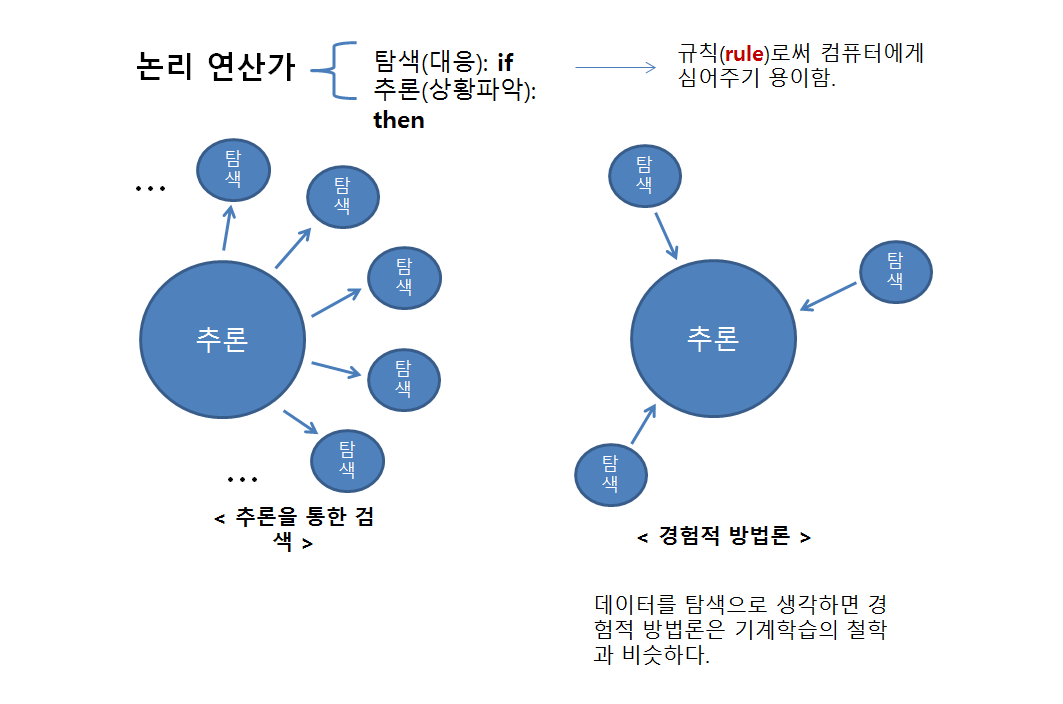 논리 연산가
탐색(대응): if
추론(상황파악):
then
규칙(rule)로써 컴퓨터에게
심어주기 용이함.
...
탐
색
탐
색
탐
색
추론
탐
색
탐
색
...
< 추론을 통한 검
색 >
탐
색
탐
색
추론
탐
색
< 경험적 방법론 >
데이터를 탐색으로 생각하면 경
험적 방법론은 기계학습의 철학
과 비슷하다.